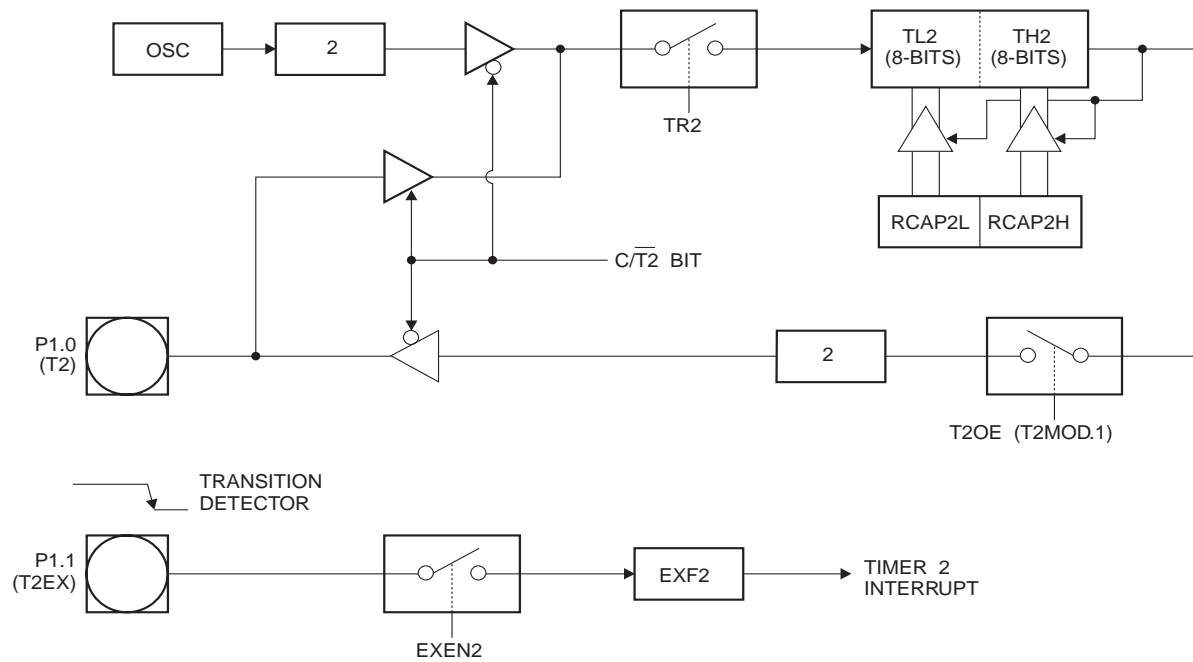 OSC
2
TR2
TL2
(8-BITS)
TH2
(8-BITS)
RCAP2L
RCAP2H
C/T2 BIT
P1.0
(T2)
2
T2OE (T2MOD.1)
TRANSITION
DETECTOR
P1.1
(T2EX)
EXEN2
EXF2
TIMER 2
INTERRUPT